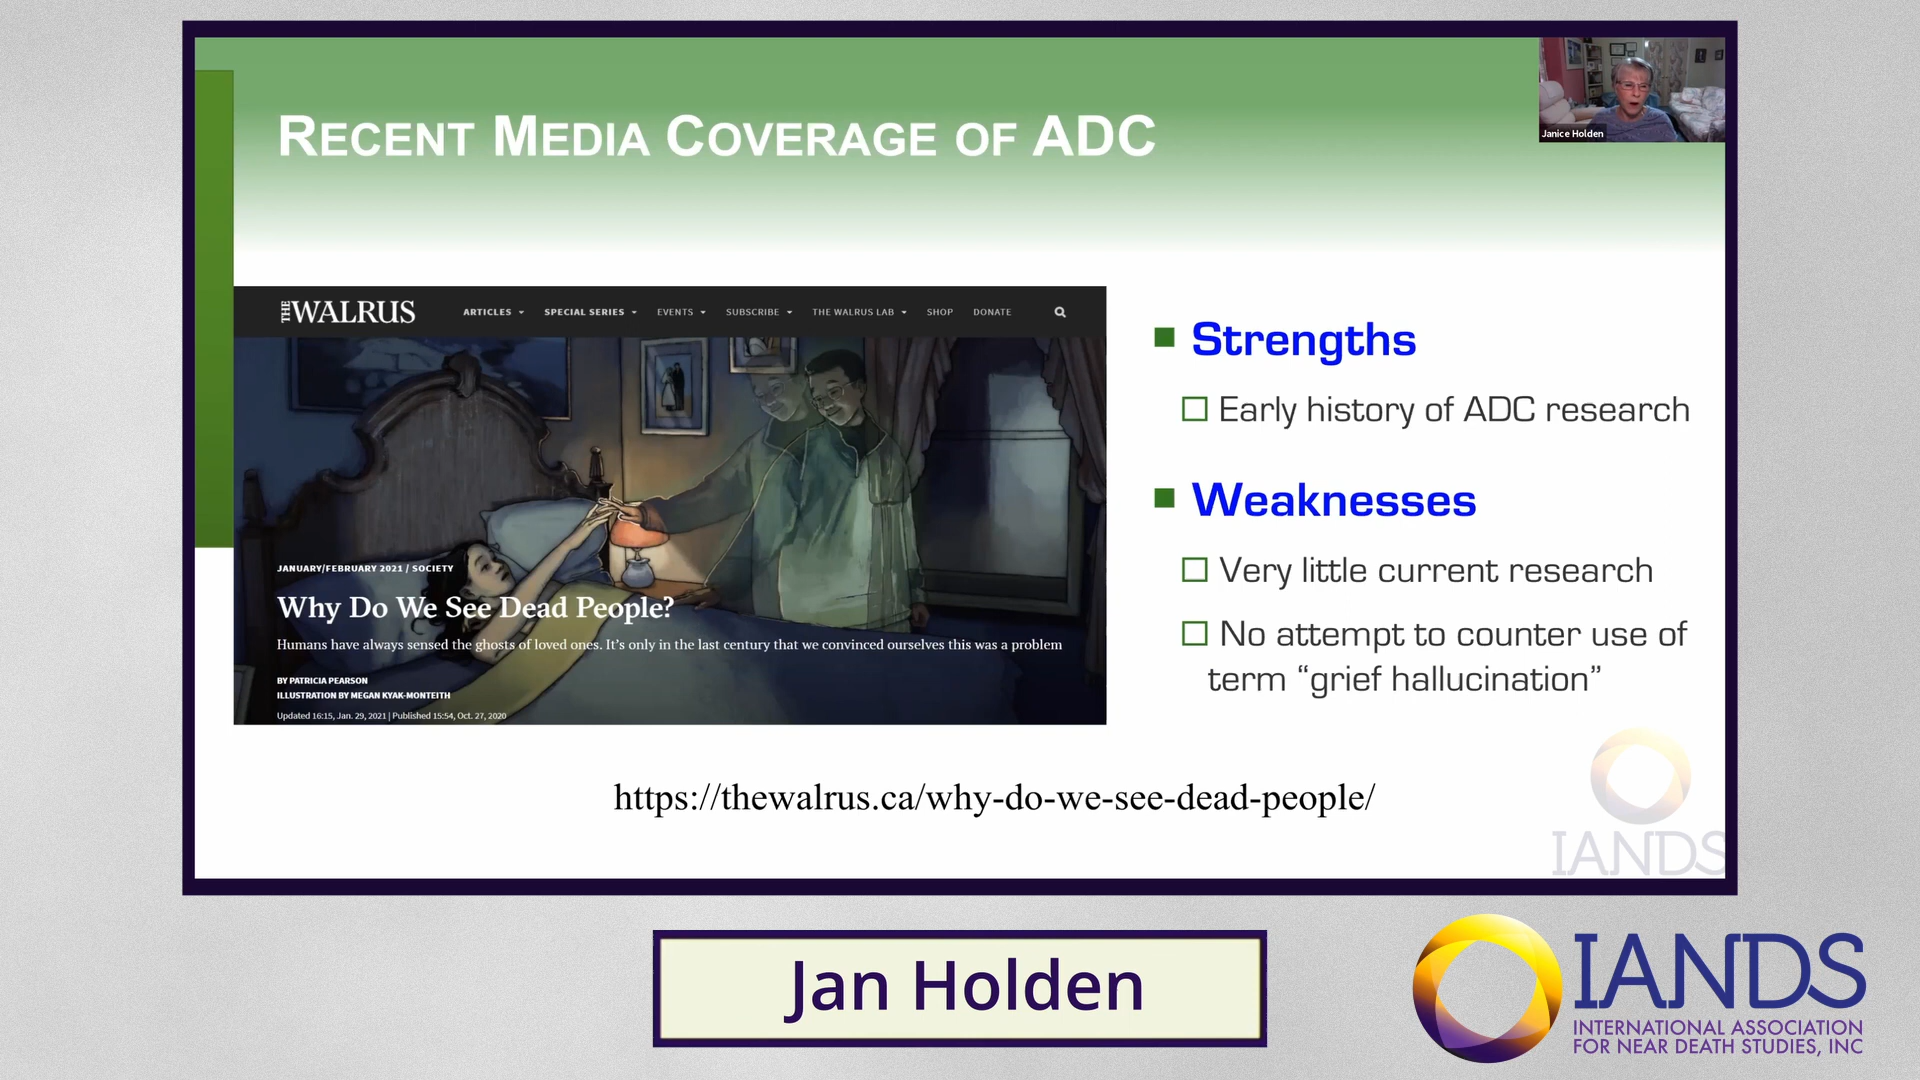 RECENT MEDIA COVERAGE OF ADC
Janice Holden
THE WALRUS
ARTICLES
SPECIAL SERIES
EVENTS
SUBSCRIBE
THE WALRUS LAB
SHOP
DONATE
JANUARY/FEBRUARY 2021 / SOCIETY
Why Do We See Dead People?
Humans have always sensed the ghosts of loved ones. It's only in the last century that we convinced ourselves this was a problem
BY PATRICIA PEARSON
ILLUSTRATION BY MEGAN KYAK-MONTEITH
Updated 16:15, Jan. 29, 2021 | Published 15:54, Oct. 27, 2020
Strengths
Early history of ADC research
Weaknesses
Very little current research
No attempt to counter use of
term “grief hallucination”
https://thewalrus.ca/why-do-we-see-dead-people/
IANDS
Jan Holden
IANDS
INTERNATIONAL ASSOCIATION
FOR NEAR DEATH STUDIES, INC